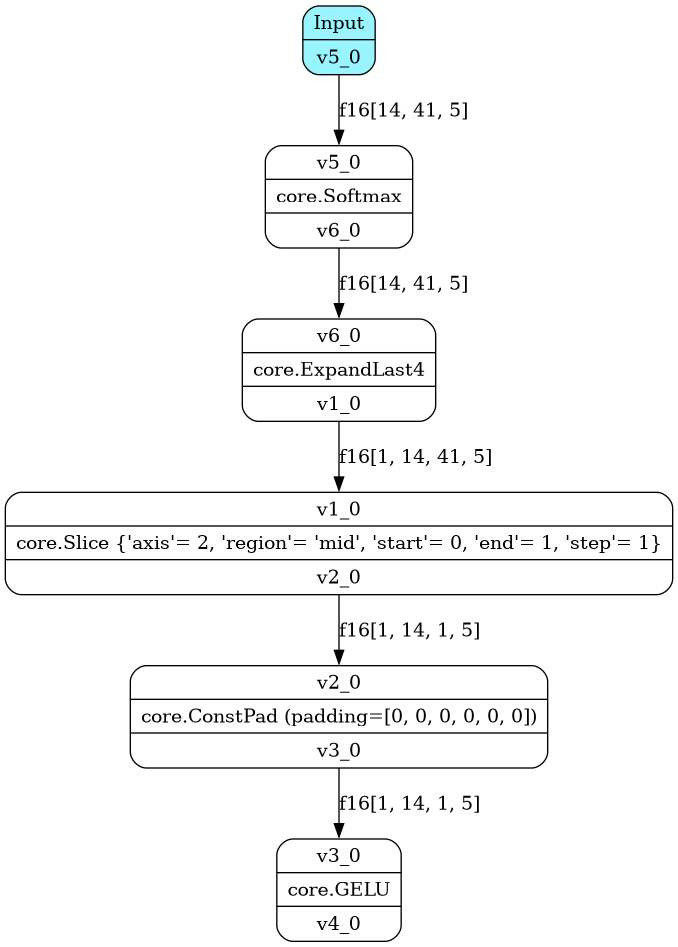 Input
v5_0
f16[14, 41, 5]
v5_0
core.Softmax
v6_0
f16[14, 41, 5]
v6_0
core.ExpandLast4
v1_0
f16[1, 14, 41, 5]
v1_0
core.Slice {'axis'= 2, 'region'= 'mid', 'start'= 0, 'end'= 1, 'step'= 1}
v2_0
f16[1, 14, 1, 5]
v2_0
core.ConstPad (padding=[0, 0, 0, 0, 0, 0])
v3_0
f16[1, 14, 1, 5]
v3_0
core.GELU
v4_0